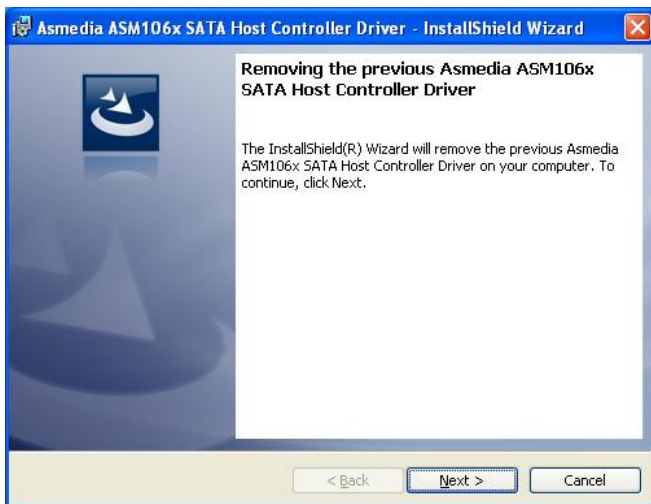 Asmedia ASM106x SATA Host Controller Driver - InstallShield Wizard
Removing the previous Asmedia ASM106x
SATA Host Controller Driver
The InstallShield(R) Wizard will remove the previous Asmedia
ASM106x SATA Host Controller Driver on your computer. To
continue, click Next.
< Back Next > Cancel